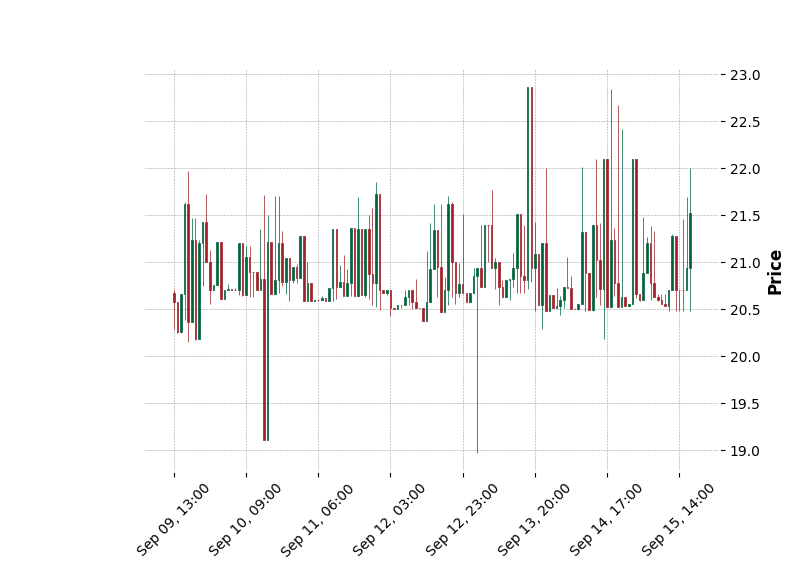 23.0
22.5
22.0
21.5
21.0
20.5
20.0
19.5
19.0
Price
Sep 09, 13:00
Sep 10, 09:00
Sep 11, 06:00
Sep 12, 03:00
Sep 12, 23:00
Sep 13, 20:00
Sep 14, 17:00
Sep 15, 14:00